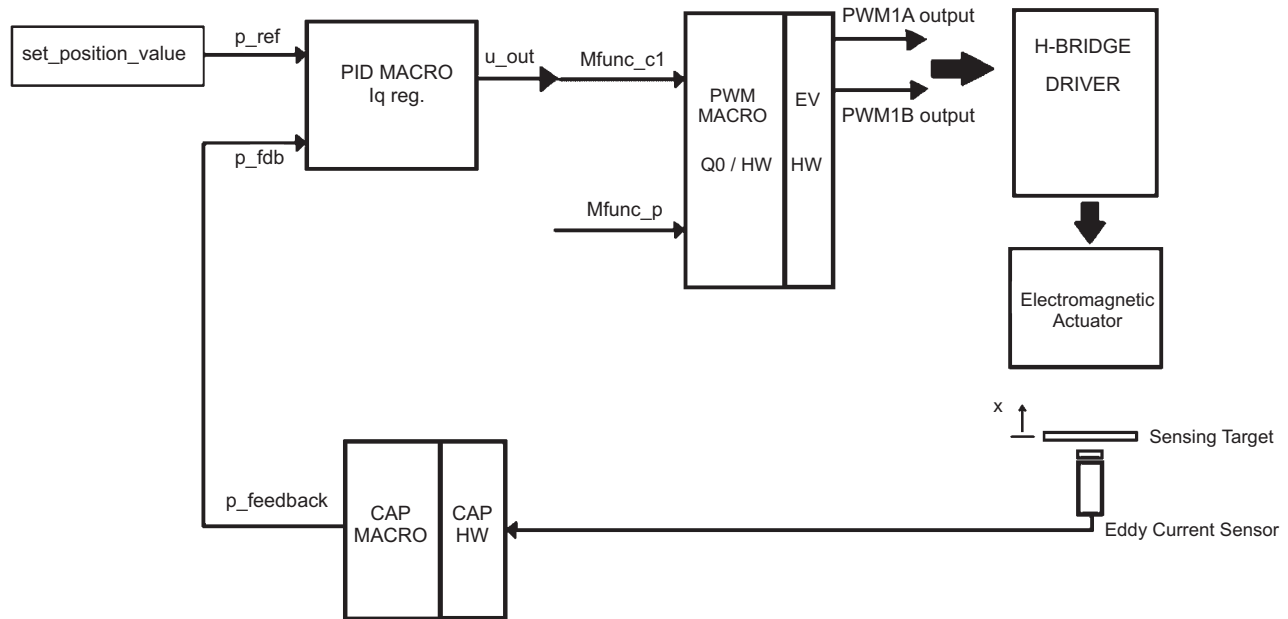 PWM1A output
set_position_value
p_ref
PID MACRO
Iq reg.
u_out
Mfunc_c1
p_fdb
PWM
MACRO
Q0 / HW
EV
HW
PWM1B output
H-BRIDGE
DRIVER
Mfunc_p
Electromagnetic
Actuator
x
Sensing Target
p_feedback
CAP
MACRO
CAP
HW
Eddy Current Sensor